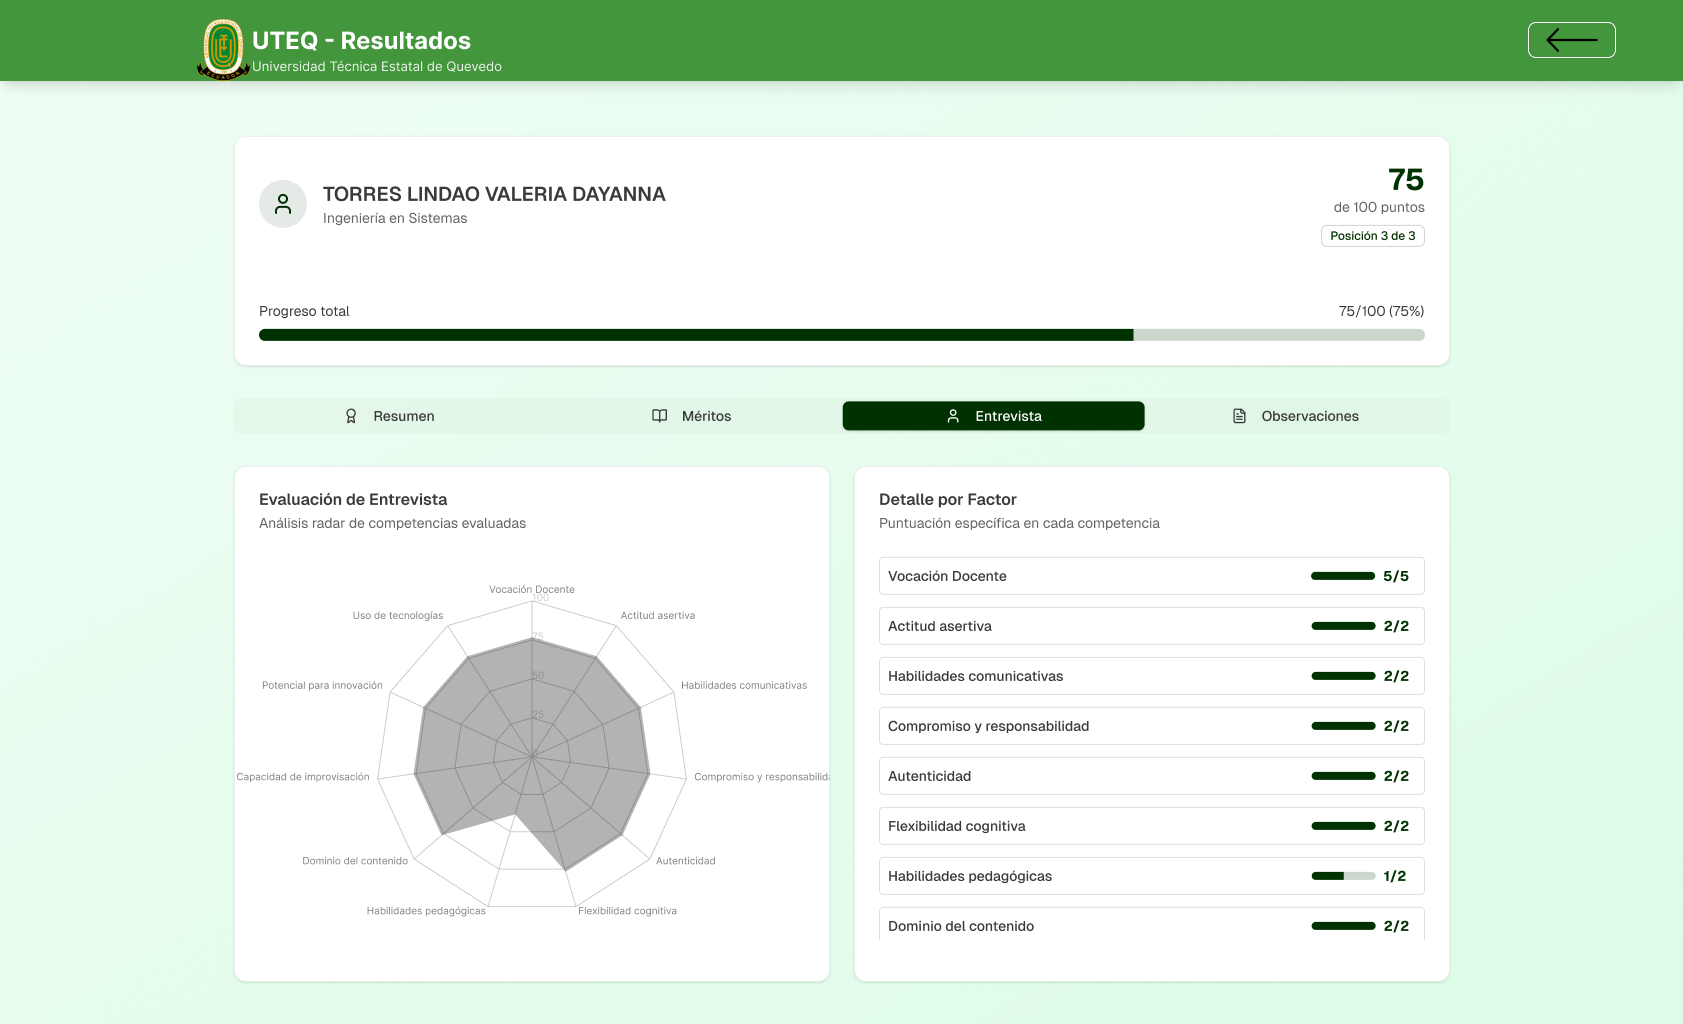 UTEQ - Resultados
Universidad Técnica Estatal de Quevedo
TORRES LINDAO VALERIA DAYANNA
Ingeniería en Sistemas
75
de 100 puntos
Posición 3 de 3
Progreso total
75/100 (75%)
Resumen
Méritos
Entrevista
Observaciones
Evaluación de Entrevista
Análisis radar de competencias evaluadas
Vocación Docente
100
Uso de tecnologías
Actitud asertiva
75
50
Potencial para innovación
Habilidades comunicativas
25
0
Capacidad de improvisación
Compromiso y responsabilida
Dominio del contenido
Autenticidad
Habilidades pedagógicas
Flexibilidad cognitiva
Detalle por Factor
Puntuación específica en cada competencia
Vocación Docente 5/5
Actitud asertiva 2/2
Habilidades comunicativas 2/2
Compromiso y responsabilidad 2/2
Autenticidad 2/2
Flexibilidad cognitiva 2/2
Habilidades pedagógicas 1/2
Dominio del contenido 2/2